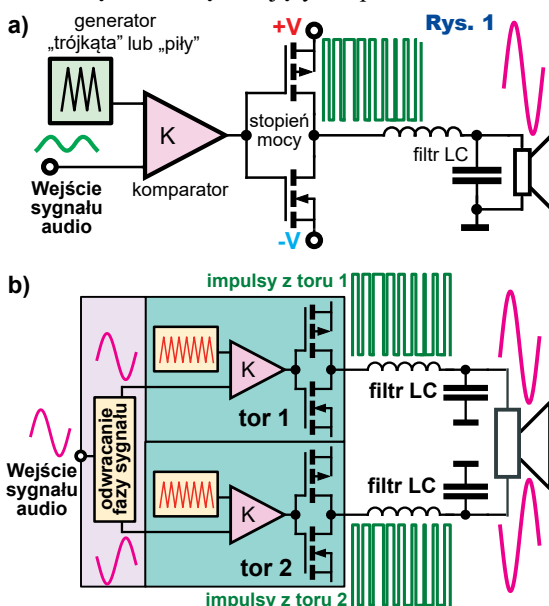 a)
generator
„trójkąta” lub „piły”
+V
Rys. 1
K
stopień
mocy
filtr LC
Wejście
sygnału
audio
komparator
-V
b)
impulsy z toru 1
K
tor 1
filtr LC
Wejście
sygnału
audio
odwracanie
fazy sygnału
filtr LC
K
tor 2
impulsy z toru 2